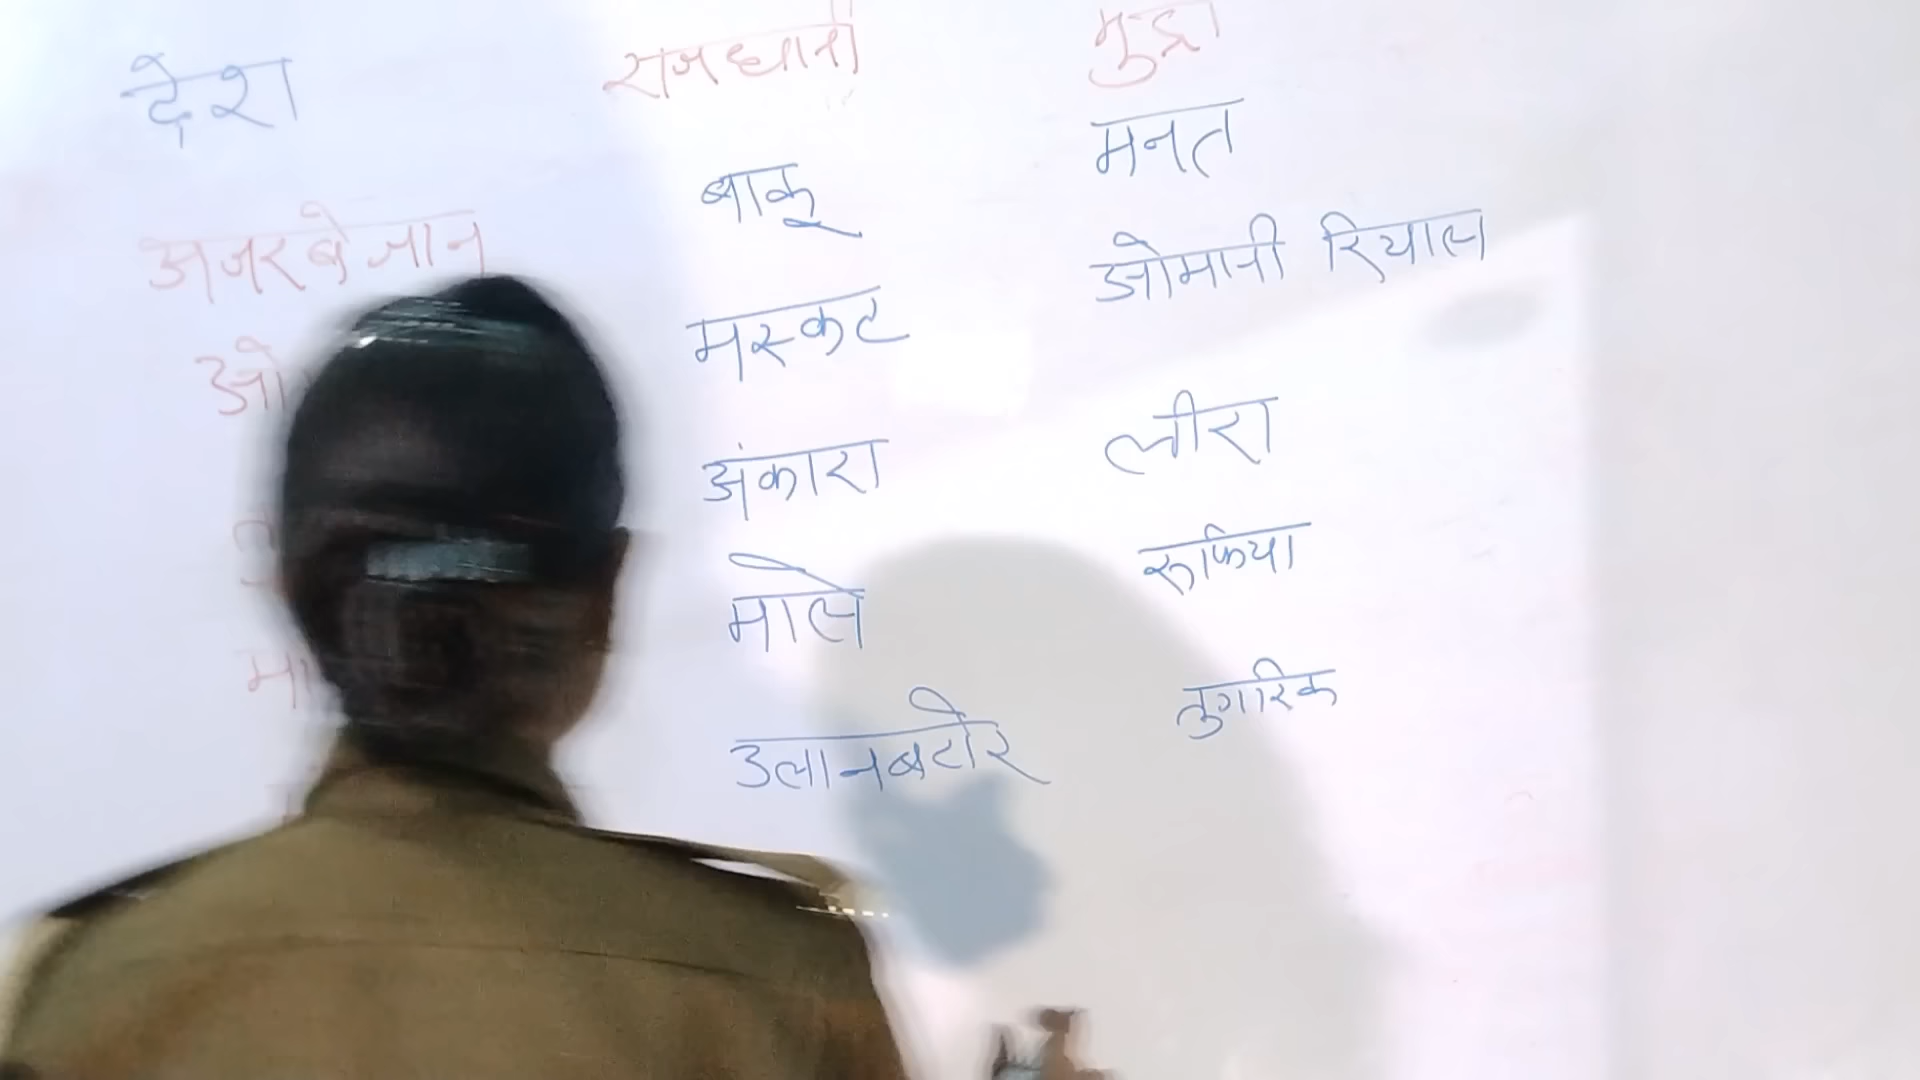 देश राजधानी मुद्रा
अजरबेजान बाकू मनत
मस्कट ओमानी रियाल
अंकारा लीरा
माले रूफिया
उलानबटोर तुगरिक